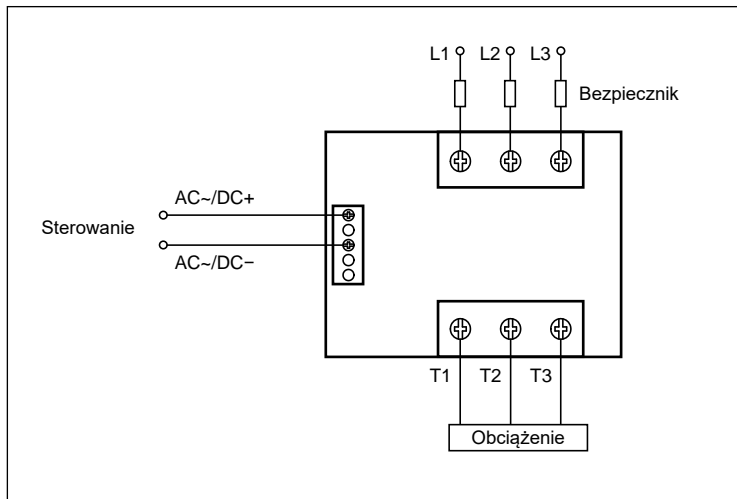 L1 L2 L3
Bezpiecznik
AC~/DC+
Sterowanie
AC~/DC−
T1 T2 T3
Obciążenie